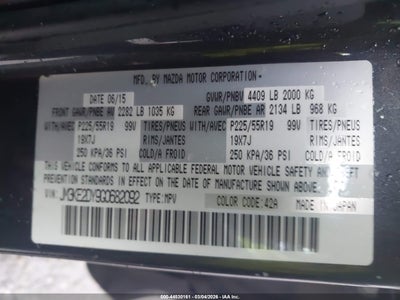 MFD. BY MAZDA MOTOR CORPORATION
DATE 06/15 GVWR/PNBV 4409 LB 2000 KG
FRONT GAWR/PNBE AV 2282 LB 1035 KG REAR GAWR/PNBE AR 2134 LB 968 KG
WITH/AVEC P225/55R19 99V TIRES/PNEUS WITH/AVEC P225/55R19 99V TIRES/PNEUS
19X7J RIMS/JANTES 19X7J RIMS/JANTES
250 KPA/36 PSI COLD/A FROID 250 KPA/36 PSI COLD/A FROID
THIS VEHICLE CONFORMS TO ALL APPLICABLE FEDERAL MOTOR VEHICLE SAFETY
STANDARDS IN EFFECT ON THE DATE OF MANUFACTURE SHOWN ABOVE.
VIN: JM3KE2DY9G0682092 TYPE: MPV COLOR CODE: 42A MADE IN JAPAN
000-44930161 - 03/04/2026 - IAA